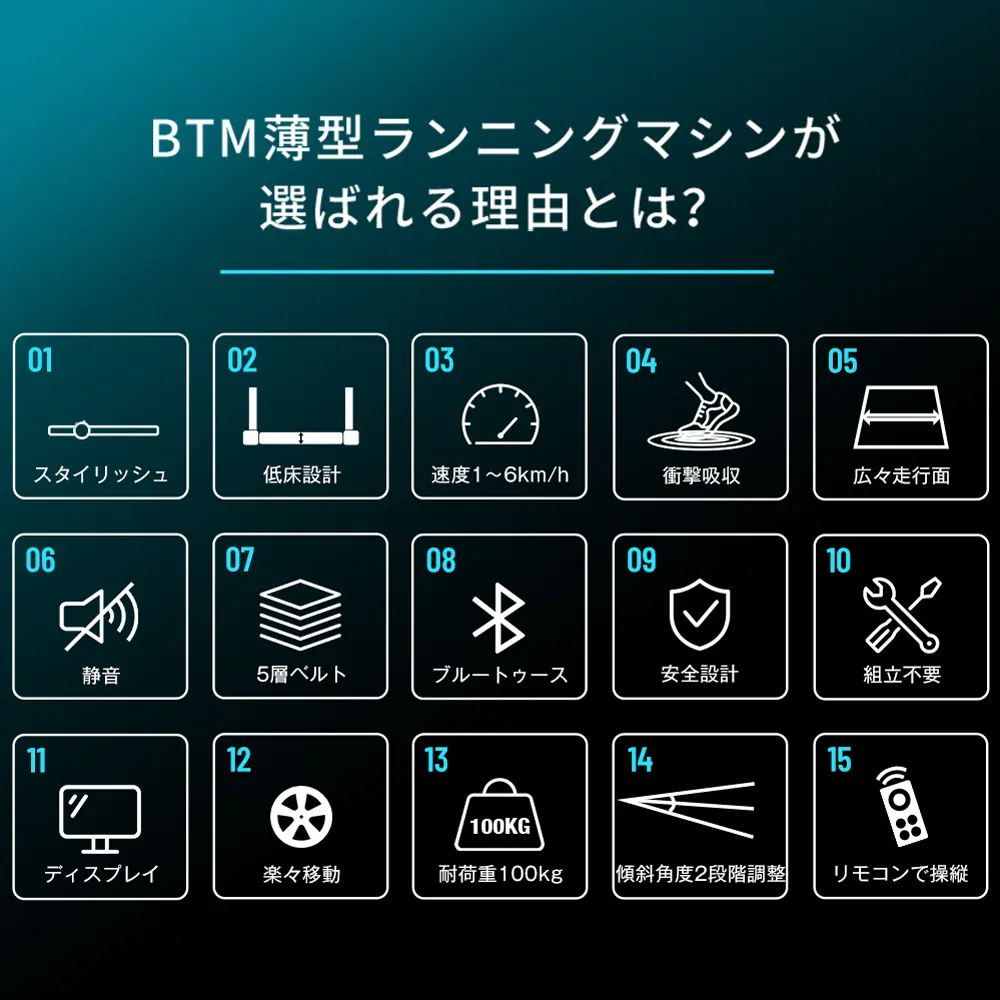 BTM薄型ランニングマシンが
選ばれる理由とは?
01
スタイリッシュ
02
低床設計
03
速度1〜6km/h
04
衝撃吸収
05
広々走行面
06
静音
07
5層ベルト
08
ブルートゥース
09
安全設計
10
組立不要
11
ディスプレイ
12
楽々移動
13
100KG
耐荷重100kg
14
傾斜角度2段階調整
15
リモコンで操縦